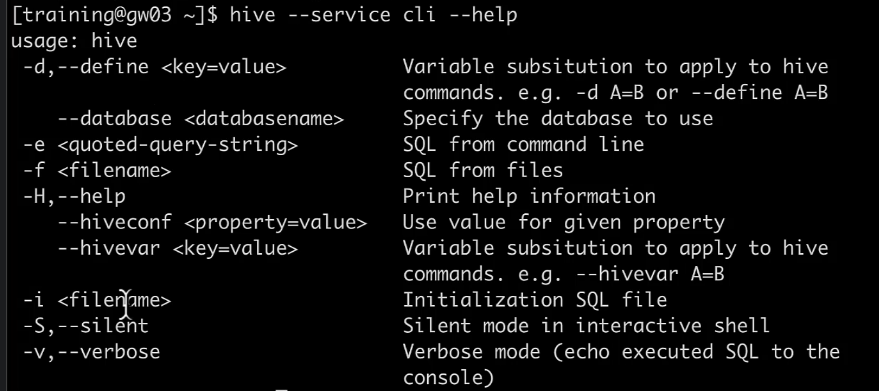 [training@gw03 ~]$ hive --service cli --help
usage: hive
-d,--define <key=value> Variable subsitution to apply to hive
commands. e.g. -d A=B or --define A=B
--database <databasename> Specify the database to use
-e <quoted-query-string> SQL from command line
-f <filename> SQL from files
-H,--help Print help information
--hiveconf <property=value> Use value for given property
--hivevar <key=value> Variable subsitution to apply to hive
commands. e.g. --hivevar A=B
-i <filename> Initialization SQL file
-S,--silent Silent mode in interactive shell
-v,--verbose Verbose mode (echo executed SQL to the
console)